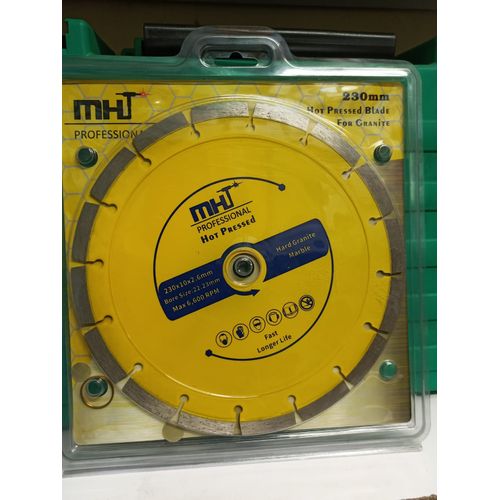 MHT
PROFESSIONAL
230mm
HOT PRESSED BLADE
FOR GRANITE
MHT
PROFESSIONAL
HOT PRESSED
230x10x2.6mm
Bore Size:22.23mm
Max 6,600 RPM
Hard Granite
Marble
Fast
Longer Life